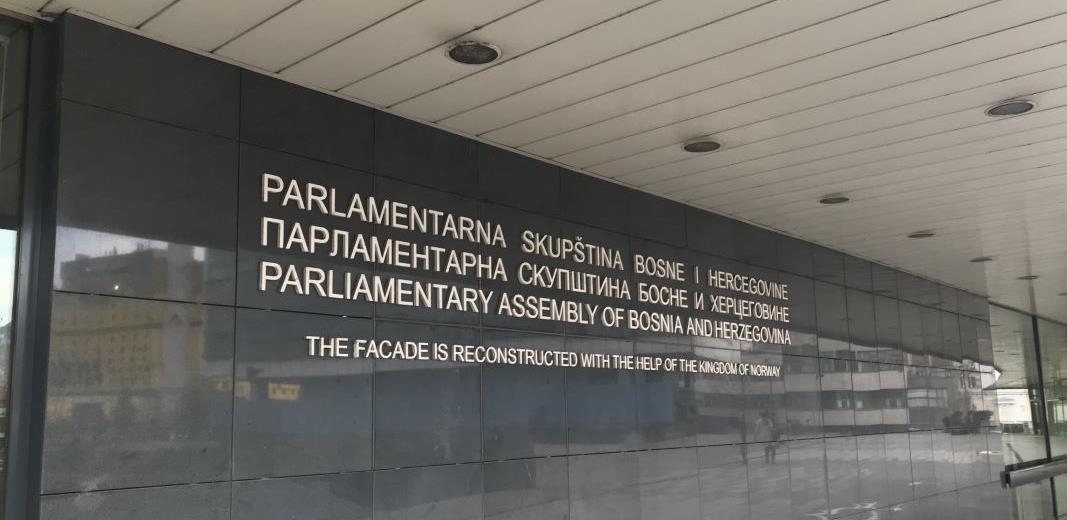 PARLAMENTARNA SKUPŠTINA BOSNE I HERCEGOVINE
ПАРЛАМЕНТАРНА СКУПШТИНА БОСНЕ И ХЕРЦЕГОВИНЕ
PARLIAMENTARY ASSEMBLY OF BOSNIA AND HERZEGOVINA
THE FACADE IS RECONSTRUCTED WITH THE HELP OF THE KINGDOM OF NORWAY